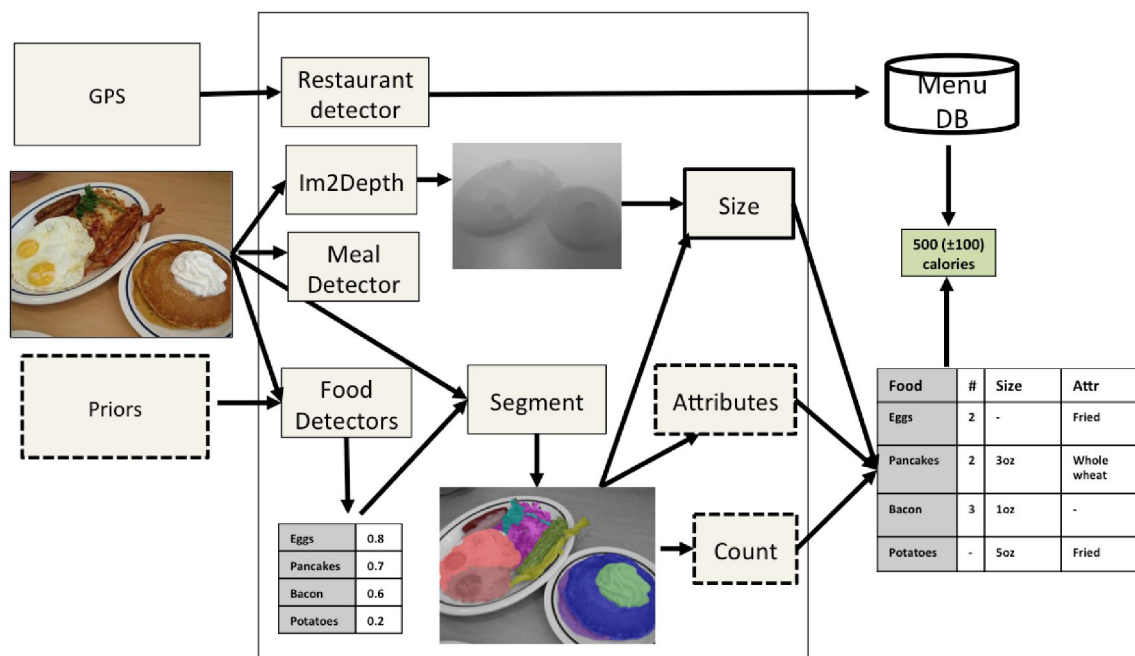 GPS
Restaurant
detector
Menu
DB
Im2Depth
Size
Meal
Detector
500 (±100)
calories
Priors
Food
Detectors
Segment
Attributes
Count
Eggs 0.8
Pancakes 0.7
Bacon 0.6
Potatoes 0.2
Food # Size Attr
Eggs 2 - Fried
Pancakes 2 3oz Whole
wheat
Bacon 3 1oz -
Potatoes - 5oz Fried